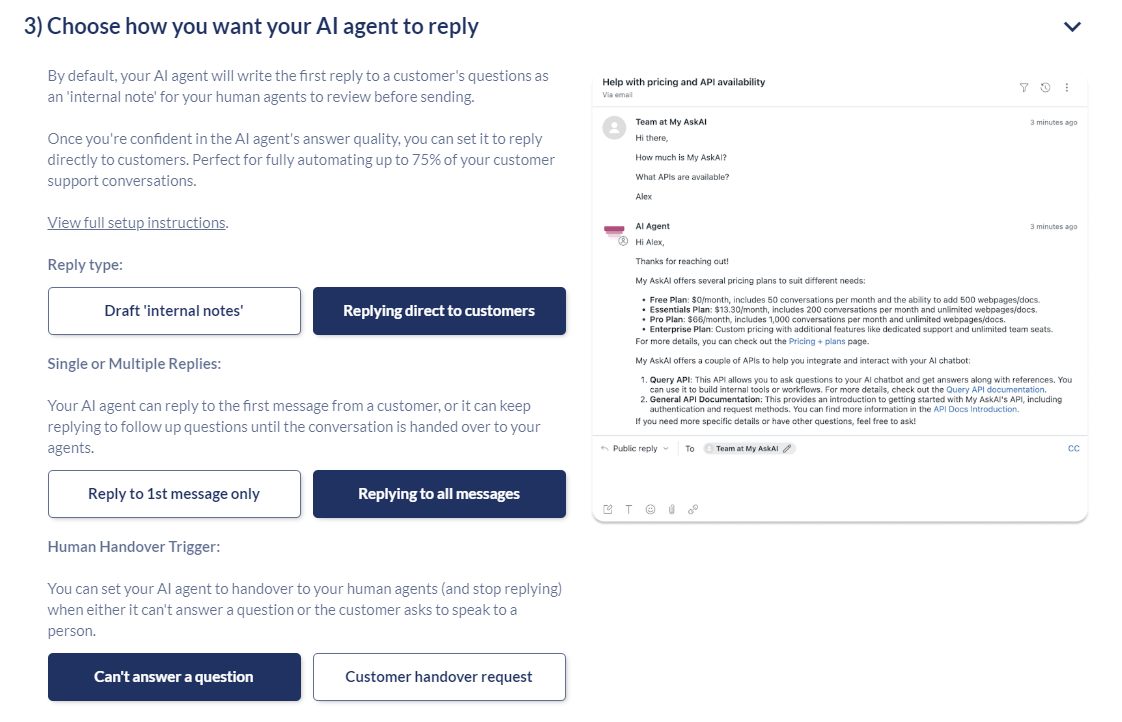 3) Choose how you want your AI agent to reply
By default, your AI agent will write the first reply to a customer's questions as
an 'internal note' for your human agents to review before sending.
Once you're confident in the AI agent's answer quality, you can set it to reply
directly to customers. Perfect for fully automating up to 75% of your customer
support conversations.
View full setup instructions.
Reply type:
Draft 'internal notes'
Replying direct to customers
Single or Multiple Replies:
Your AI agent can reply to the first message from a customer, or it can keep
replying to follow up questions until the conversation is handed over to your
agents.
Reply to 1st message only
Replying to all messages
Human Handover Trigger:
You can set your AI agent to handover to your human agents (and stop replying)
when either it can't answer a question or the customer asks to speak to a
person.
Can't answer a question
Customer handover request
Help with pricing and API availability
Via email
Team at My AskAI
3 minutes ago
Hi there,
How much is My AskAI?
What APIs are available?
Alex
AI Agent
3 minutes ago
Hi Alex,
Thanks for reaching out!
My AskAI offers several pricing plans to suit different needs:
• Free Plan: $0/month, includes 50 conversations per month and the ability to add 500 webpages/docs.
• Essentials Plan: $13.30/month, includes 200 conversations per month and unlimited webpages/docs.
• Pro Plan: $66/month, includes 1,000 conversations per month and unlimited webpages/docs.
• Enterprise Plan: Custom pricing with additional features like dedicated support and unlimited team seats.
For more details, you can check out the Pricing + plans page.
My AskAI offers a couple of APIs to help you integrate and interact with your AI chatbot:
1. Query API: This API allows you to ask questions to your AI chatbot and get answers along with references. You
can use it to build internal tools or workflows. For more details, check out the Query API documentation.
2. General API Documentation: This provides an introduction to getting started with My AskAI's API, including
authentication and request methods. You can find more information in the API Docs Introduction.
If you need more specific details or have other questions, feel free to ask!
Public reply To Team at My AskAI CC